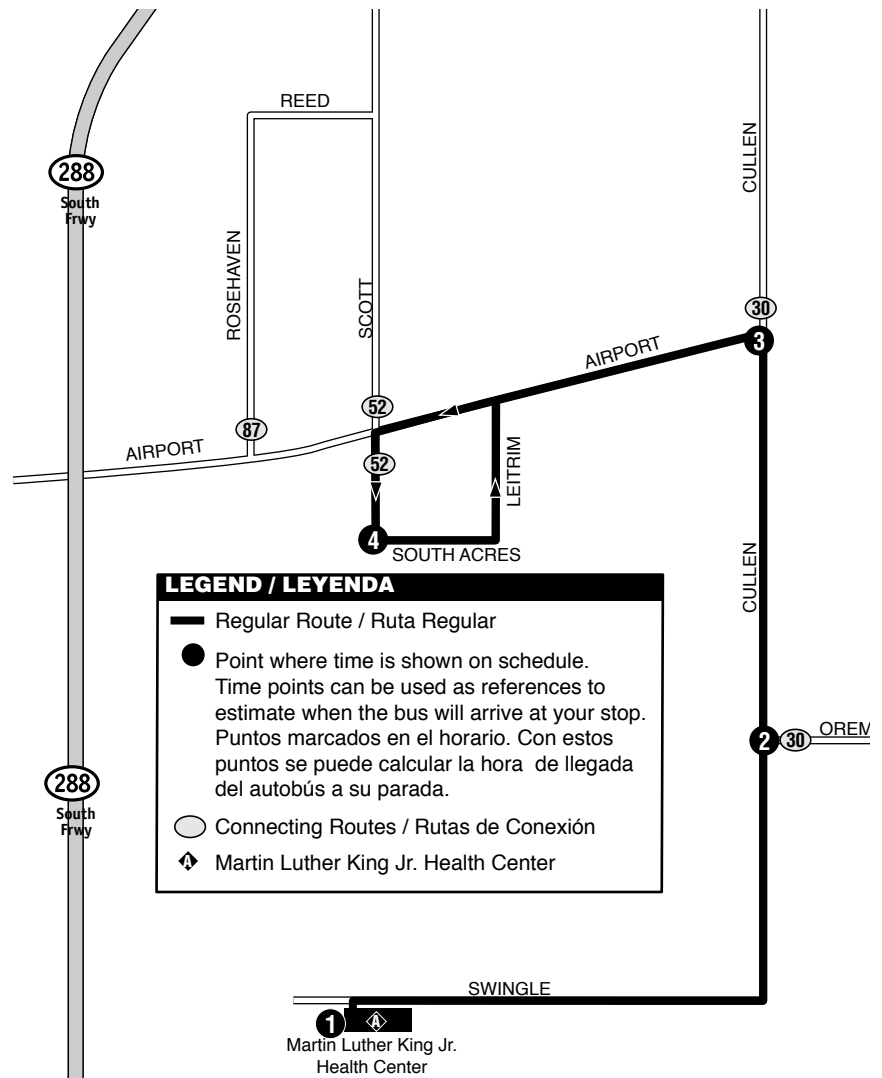 REED
CULLEN
288
South
Frwy
ROSEHAVEN
SCOTT
30
3
AIRPORT
52
87
AIRPORT
52
LEITRIM
4
SOUTH ACRES
CULLEN
LEGEND / LEYENDA
Regular Route / Ruta Regular
Point where time is shown on schedule.
Time points can be used as references to
estimate when the bus will arrive at your stop.
Puntos marcados en el horario. Con estos
puntos se puede calcular la hora de llegada
del autobús a su parada.
Connecting Routes / Rutas de Conexión
A Martin Luther King Jr. Health Center
OREM
2 30
288
South
Frwy
SWINGLE
1 A
Martin Luther King Jr.
Health Center